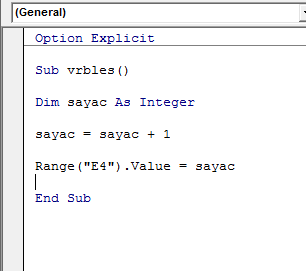 (General)
Option Explicit
Sub vrbles()
Dim sayac As Integer
sayac = sayac + 1
Range("E4").Value = sayac
End Sub